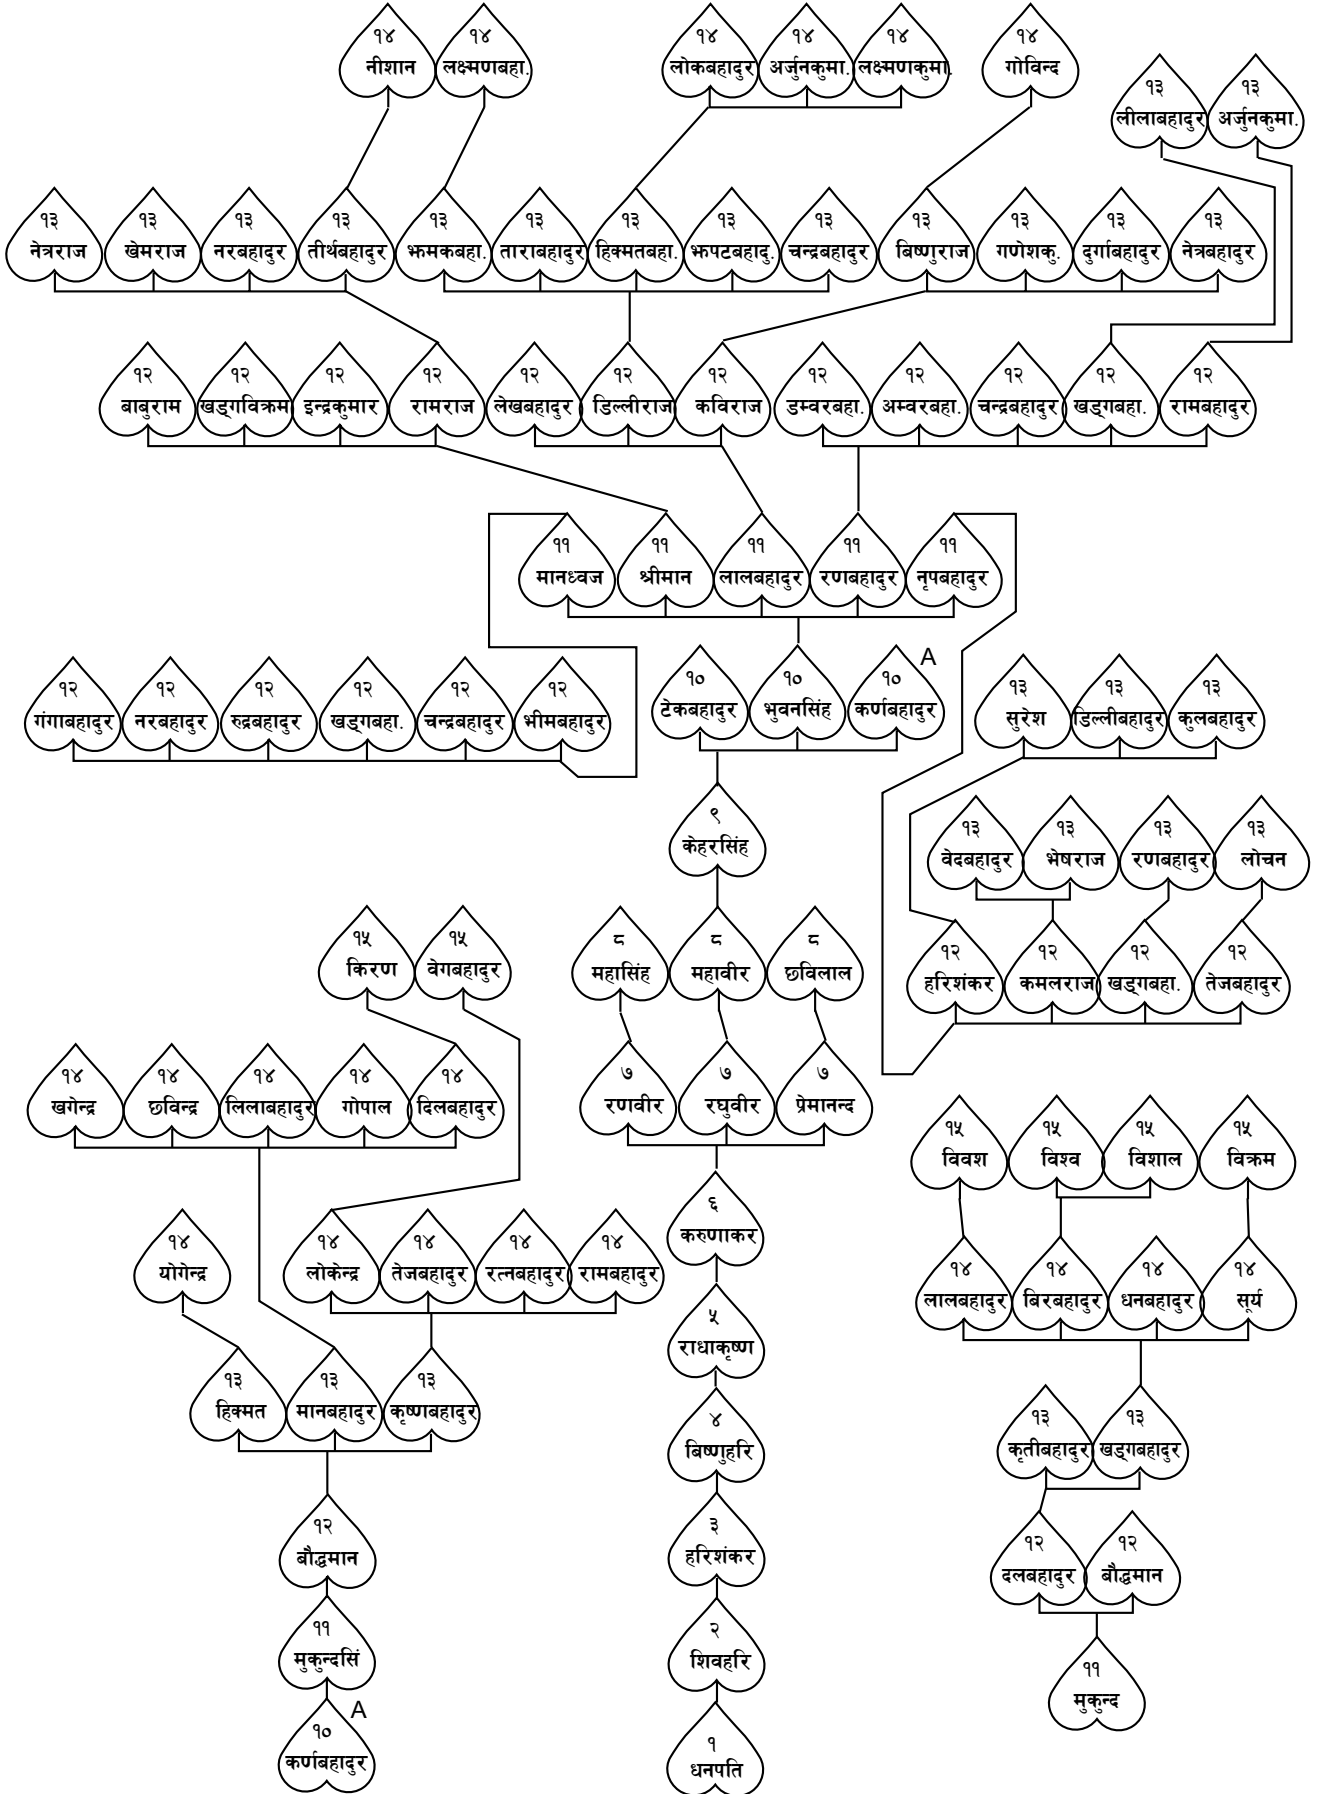 १४ १४ १४ १४ १४ १४
नीशान लक्ष्मणबहा. लोकबहादुर अर्जुनकुमा. लक्ष्मणकुमा. गोविन्द
१३ १३
लीलाबहादुर अर्जुनकुमा.
१३ १३ १३ १३ १३ १३ १३ १३ १३ १३ १३ १३ १३
नेत्रराज खेमराज नरबहादुर तीर्थबहादुर झमकबहा. ताराबहादुर हिक्मतबहा. झपटबहादु. चन्द्रबहादुर बिष्णुराज गणेशकु. दुर्गाबहादुर नेत्रबहादुर
१२ १२ १२ १२ १२ १२ १२ १२ १२ १२ १२ १२
बाबुराम खड्गविक्रम इन्द्रकुमार रामराज लेखबहादुर डिल्लीराज कविराज डम्वरबहा. अम्वरबहा. चन्द्रबहादुर खड्गबहा. रामबहादुर
११ ११ ११ ११ ११
मानध्वज श्रीमान लालबहादुर रणबहादुर नृपबहादुर
A
१० १० १०
टेकबहादुर भुवनसिंह कर्णबहादुर
१२ १२ १२ १२ १२ १२ १३ १३ १३
गंगाबहादुर नरबहादुर रुद्रबहादुर खड्गबहा. चन्द्रबहादुर भीमबहादुर सुरेश डिल्लीबहादुर कुलबहादुर
९
केहरसिंह
१३ १३ १३ १३
वेदबहादुर भेषराज रणबहादुर लोचन
१५ १५ ८ ८ ८
किरण वेगबहादुर महासिंह महावीर छविलाल
१२ १२ १२ १२
हरिशंकर कमलराज खड्गबहा. तेजबहादुर
१४ १४ १४ १४ १४ ७ ७ ७
खगेन्द्र छविन्द्र लिलाबहादुर गोपाल दिलबहादुर रणवीर रघुवीर प्रेमानन्द
१५ १५ १५ १५
विवश विश्व विशाल विक्रम
६
करुणाकर
१४ १४ १४ १४ १४
योगेन्द्र लोकेन्द्र तेजबहादुर रत्नबहादुर रामबहादुर
१४ १४ १४ १४
लालबहादुर बिरबहादुर धनबहादुर सूर्य
५
राधाकृष्ण
१३ १३ १३
हिक्मत मानबहादुर कृष्णबहादुर
४
बिष्णुहरि
१३ १३
कृतीबहादुर खड्गबहादुर
१२ ३
बौद्धमान हरिशंकर
१२ १२
दलबहादुर बौद्धमान
११ २
मुकुन्दसिं शिवहरि
११
मुकुन्द
A
१० १
कर्णबहादुर धनपति